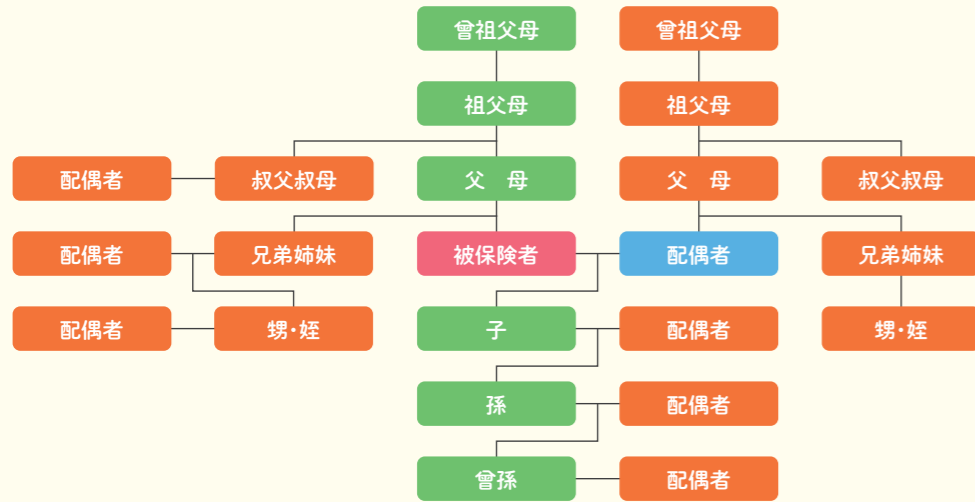 曾祖父母 曾祖父母
祖父母 祖父母
配偶者 叔父叔母 父　母 父　母 叔父叔母
配偶者 兄弟姉妹 被保険者 配偶者 兄弟姉妹
配偶者 甥・姪 子 配偶者 甥・姪
孫 配偶者
曾孫 配偶者